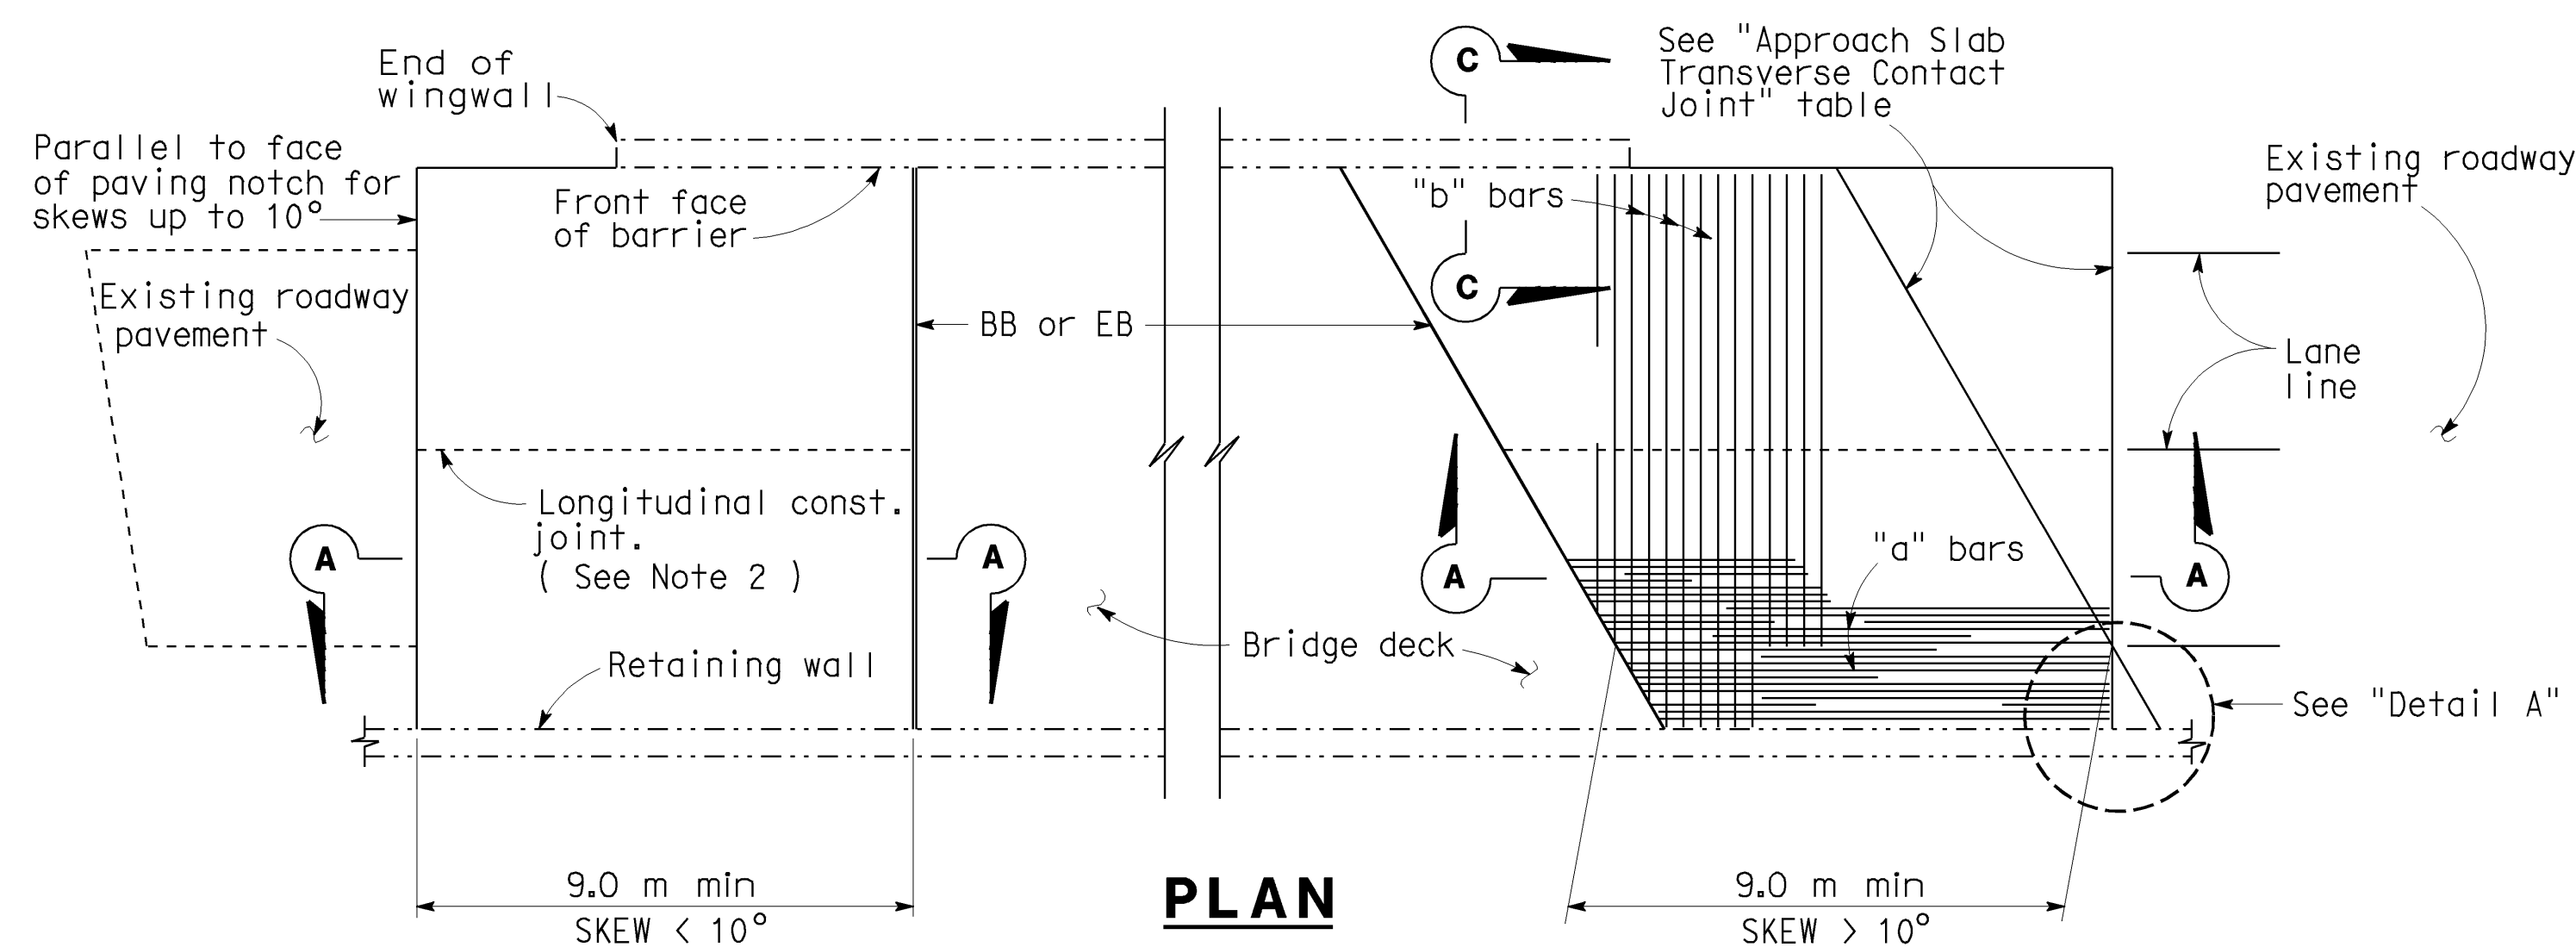 End of
wingwall
Parallel to face
of paving notch for
skews up to 10°
Front face
of barrier
Existing roadway
pavement
BB or EB
Longitudinal const.
joint.
( See Note 2 )
A
A
Retaining wall
Bridge deck
9.0 m min
SKEW < 10°
PLAN
C
C
See "Approach Slab
Transverse Contact
Joint" table
"b" bars
Existing roadway
pavement
Lane
line
"a" bars
A
A
See "Detail A"
9.0 m min
SKEW > 10°